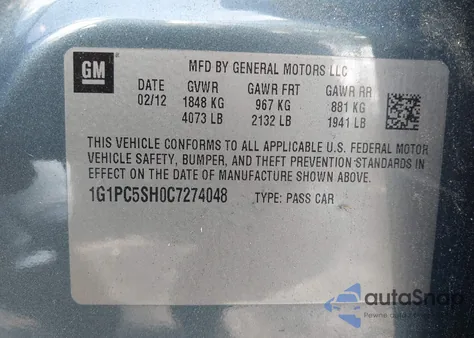 GM
MFD BY GENERAL MOTORS LLC
DATE GVWR GAWR FRT GAWR RR
02/12 1848 KG 967 KG 881 KG
4073 LB 2132 LB 1941 LB
THIS VEHICLE CONFORMS TO ALL APPLICABLE U.S. FEDERAL MOTOR
VEHICLE SAFETY, BUMPER, AND THEFT PREVENTION STANDARDS
IN EFFECT ON THE DATE OF MANUFACTURE SHOWN ABOVE.
1G1PC5SH0C7274048 TYPE: PASS CAR
autoSnap
Pewne auto